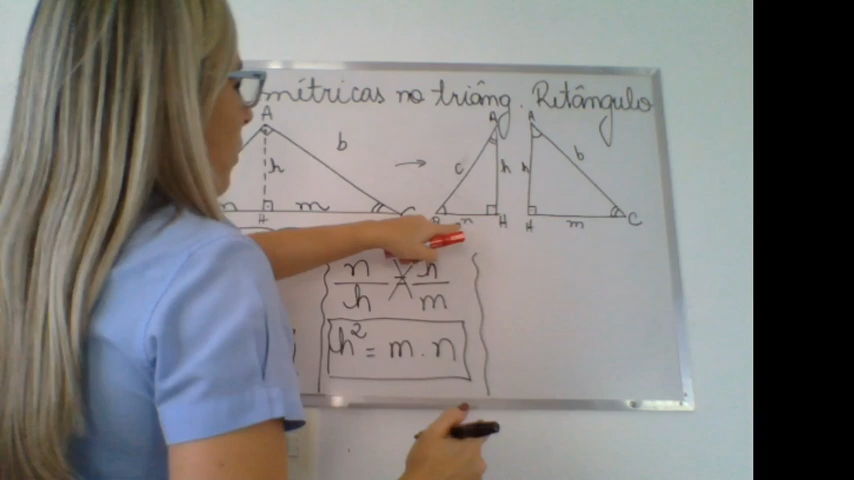 métricas no triâng. Retângulo
A
b
h
n
m
H
C
→
A
c
h
B
n
H
A
h
b
H
m
C
n/h = h/m
h² = m . n